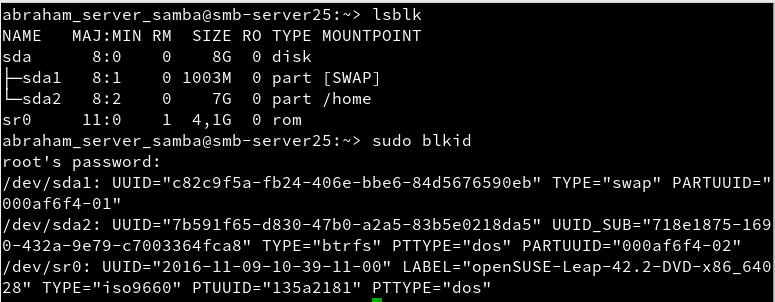 abraham_server_samba@smb-server25:~> lsblk
NAME   MAJ:MIN RM  SIZE RO TYPE MOUNTPOINT
sda      8:0    0    8G  0 disk
├─sda1   8:1    0 1003M  0 part [SWAP]
└─sda2   8:2    0    7G  0 part /home
sr0     11:0    1  4,1G  0 rom
abraham_server_samba@smb-server25:~> sudo blkid
root's password:
/dev/sda1: UUID="c82c9f5a-fb24-406e-bbe6-84d5676590eb" TYPE="swap" PARTUUID="
000af6f4-01"
/dev/sda2: UUID="7b591f65-d830-47b0-a2a5-83b5e0218da5" UUID_SUB="718e1875-169
0-432a-9e79-c7003364fca8" TYPE="btrfs" PTTYPE="dos" PARTUUID="000af6f4-02"
/dev/sr0: UUID="2016-11-09-10-39-11-00" LABEL="openSUSE-Leap-42.2-DVD-x86_640
28" TYPE="iso9660" PTUUID="135a2181" PTTYPE="dos"